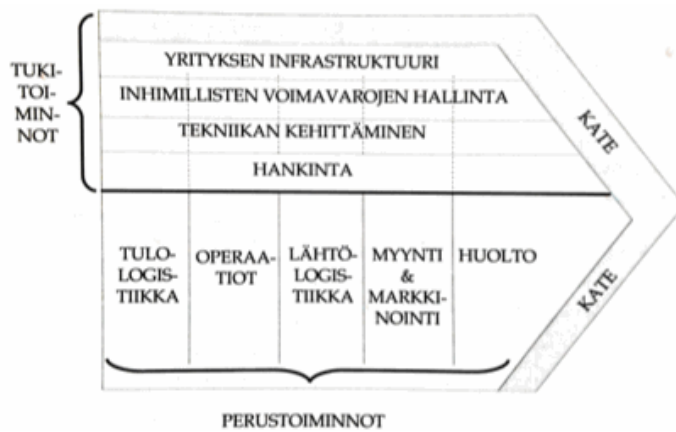 TUKI-
TOI-
MIN-
NOT
YRITYKSEN INFRASTRUKTUURI
INHIMILLISTEN VOIMAVAROJEN HALLINTA
TEKNIIKAN KEHITTÄMINEN
HANKINTA
KATE
TULO-
LOGIS-
TIIKKA
OPERAA-
TIOT
LÄHTÖ-
LOGIS-
TIIKKA
MYYNTI
&
MARKKI-
NOINTI
HUOLTO
KATE
PERUSTOIMINNOT